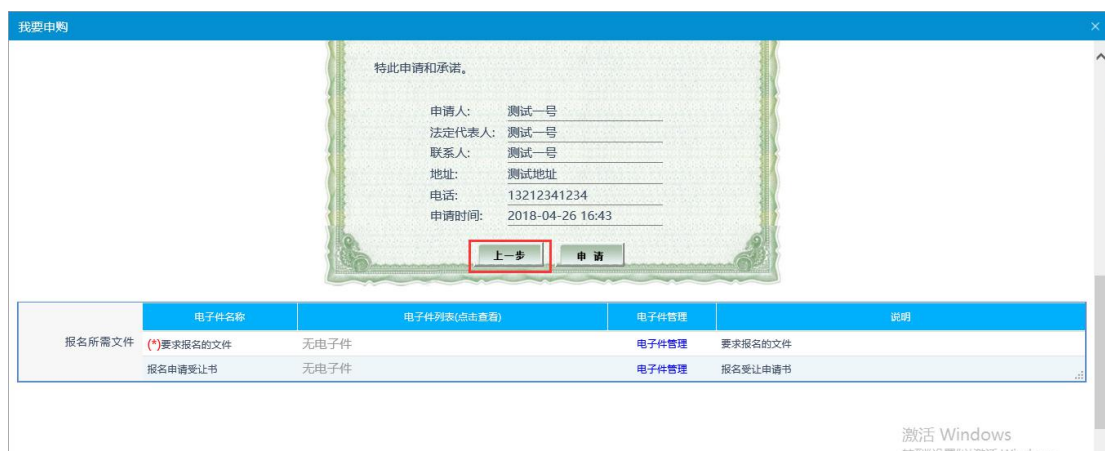 我要申购
特此申请和承诺。
申请人: 测试一号
法定代表人: 测试一号
联系人: 测试一号
地址: 测试地址
电话: 13212341234
申请时间: 2018-04-26 16:43
上一步 申 请
电子件名称 电子件列表(点击查看) 电子件管理 说明
报名所需文件 (*)要求报名的文件 无电子件 电子件管理 要求报名的文件
报名申请受让书 无电子件 电子件管理 报名受让申请书
激活 Windows